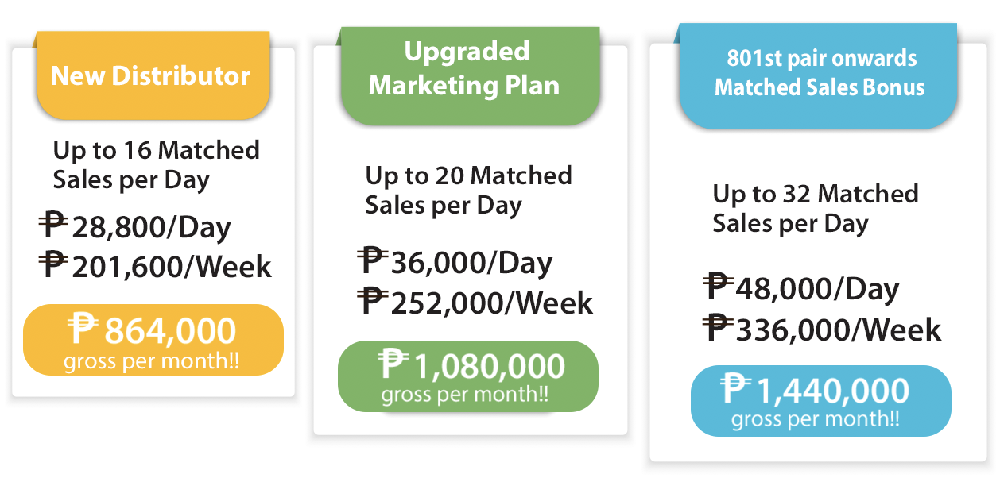 New Distributor
Up to 16 Matched
Sales per Day
₱ 28,800/Day
₱ 201,600/Week
₱ 864,000
gross per month!!
Upgraded
Marketing Plan
Up to 20 Matched
Sales per Day
₱ 36,000/Day
₱ 252,000/Week
₱ 1,080,000
gross per month!!
801st pair onwards
Matched Sales Bonus
Up to 32 Matched
Sales per Day
₱ 48,000/Day
₱ 336,000/Week
₱ 1,440,000
gross per month!!